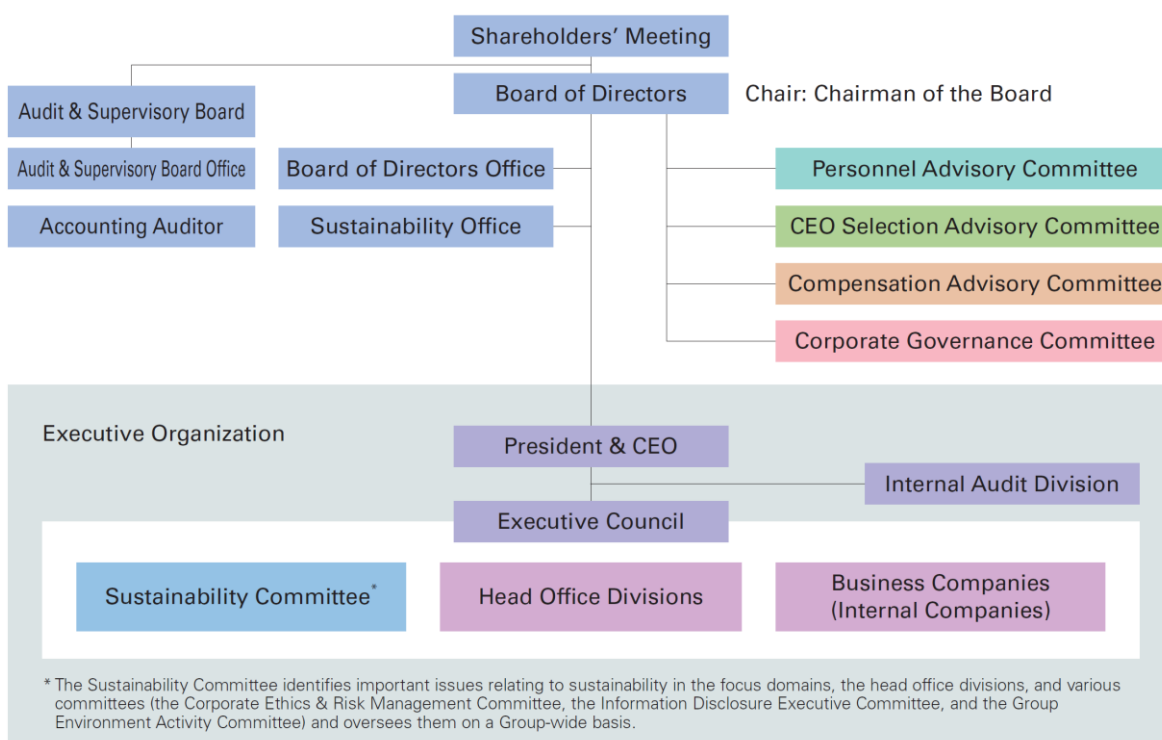 Shareholders’ Meeting
Board of Directors
Chair: Chairman of the Board
Audit & Supervisory Board
Audit & Supervisory Board Office
Accounting Auditor
Board of Directors Office
Sustainability Office
Personnel Advisory Committee
CEO Selection Advisory Committee
Compensation Advisory Committee
Corporate Governance Committee
Executive Organization
President & CEO
Internal Audit Division
Executive Council
Sustainability Committee*
Head Office Divisions
Business Companies
(Internal Companies)
* The Sustainability Committee identifies important issues relating to sustainability in the focus domains, the head office divisions, and various
committees (the Corporate Ethics & Risk Management Committee, the Information Disclosure Executive Committee, and the Group
Environment Activity Committee) and oversees them on a Group-wide basis.